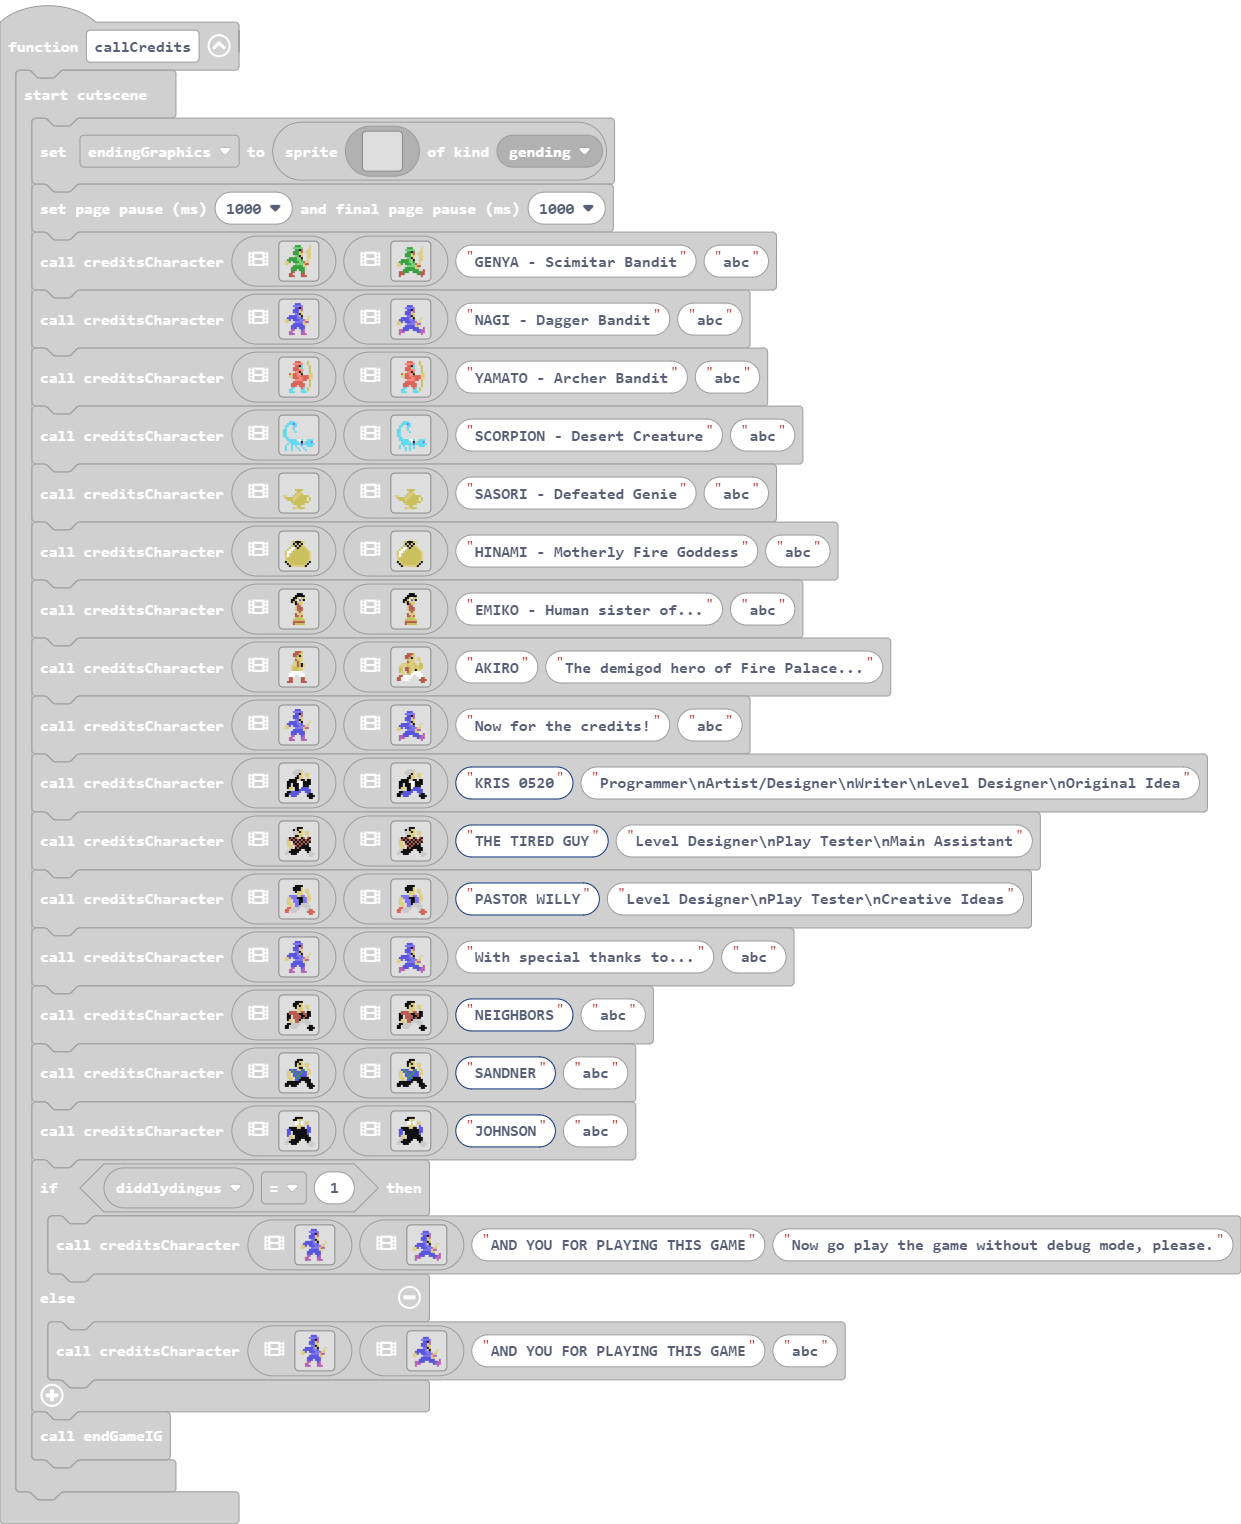 function callCredits
start cutscene
set endingGraphics to sprite of kind gending
set page pause (ms) 1000 and final page pause (ms) 1000
call creditsCharacter "GENYA - Scimitar Bandit" "abc"
call creditsCharacter "NAGI - Dagger Bandit" "abc"
call creditsCharacter "YAMATO - Archer Bandit" "abc"
call creditsCharacter "SCORPION - Desert Creature" "abc"
call creditsCharacter "SASORI - Defeated Genie" "abc"
call creditsCharacter "HINAMI - Motherly Fire Goddess" "abc"
call creditsCharacter "EMIKO - Human sister of..." "abc"
call creditsCharacter "AKIRO" "The demigod hero of Fire Palace..."
call creditsCharacter "Now for the credits!" "abc"
call creditsCharacter "KRIS 0520" "Programmer\nArtist/Designer\nWriter\nLevel Designer\nOriginal Idea"
call creditsCharacter "THE TIRED GUY" "Level Designer\nPlay Tester\nMain Assistant"
call creditsCharacter "PASTOR WILLY" "Level Designer\nPlay Tester\nCreative Ideas"
call creditsCharacter "With special thanks to..." "abc"
call creditsCharacter "NEIGHBORS" "abc"
call creditsCharacter "SANDNER" "abc"
call creditsCharacter "JOHNSON" "abc"
if diddlydingus = 1 then
call creditsCharacter "AND YOU FOR PLAYING THIS GAME" "Now go play the game without debug mode, please."
else
call creditsCharacter "AND YOU FOR PLAYING THIS GAME" "abc"
call endGameIG